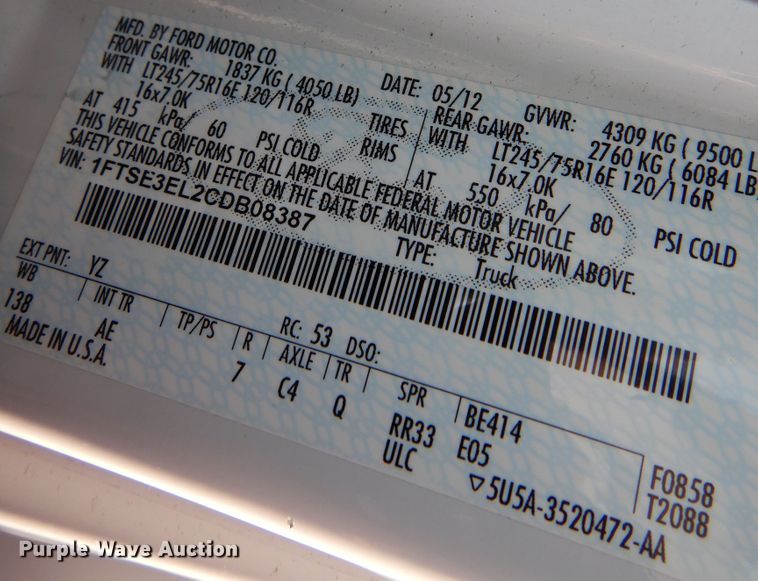 MFD. BY FORD MOTOR CO.
DATE: 05/12 GVWR: 4309 KG ( 9500 L
FRONT GAWR: 1837 KG ( 4050 LB) REAR GAWR: 2760 KG ( 6084 LB
WITH LT245/75R16E 120/116R TIRES WITH LT245/75R16E 120/116R
16x7.0K RIMS 16x7.0K
AT 415 kPa/ 60 PSI COLD AT 550 kPa/ 80 PSI COLD
THIS VEHICLE CONFORMS TO ALL APPLICABLE FEDERAL MOTOR VEHICLE
SAFETY STANDARDS IN EFFECT ON THE DATE OF MANUFACTURE SHOWN ABOVE.
VIN: 1FTSE3EL2CDB08387 TYPE: Truck
EXT PNT: YZ RC: 53 DSO:
WB INT TR TP/PS R AXLE TR SPR BE414 F0858
138 AE 7 C4 Q RR33 E05 T2088
MADE IN U.S.A. ULC ▽5U5A-3520472-AA
Purple Wave Auction